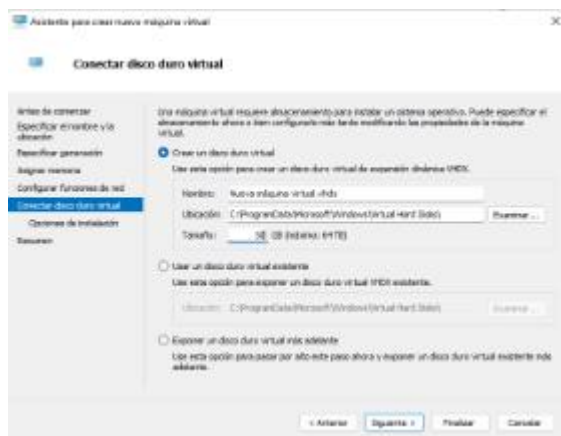 Asistente para crear nueva máquina virtual
Conectar disco duro virtual
Antes de comenzar
Especificar el nombre y la
ubicación
Especificar generación
Asignar memoria
Configurar funciones de red
Conectar disco duro virtual
Opciones de instalación
Resumen
Una máquina virtual requiere almacenamiento para instalar un sistema operativo. Puede especificar el
almacenamiento ahora o bien configurarlo más tarde modificando las propiedades de la máquina
virtual.
Crear un disco duro virtual
Use esta opción para crear un disco duro virtual de expansión dinámica VHDX.
Nombre: Nueva máquina virtual.vhdx
Ubicación: C:\ProgramData\Microsoft\Windows\Virtual Hard Disks\ Examinar ...
Tamaño: GB (máximo: 64 TB)
Usar un disco duro virtual existente
Use esta opción para exponer un disco duro virtual VHDX existente.
Ubicación: C:\ProgramData\Microsoft\Windows\Virtual Hard Disks\ Examinar ...
Exponer un disco duro virtual más adelante
Use esta opción para pasar por alto este paso ahora y exponer un disco duro virtual existente más
adelante.
< Anterior Siguiente > Finalizar Cancelar